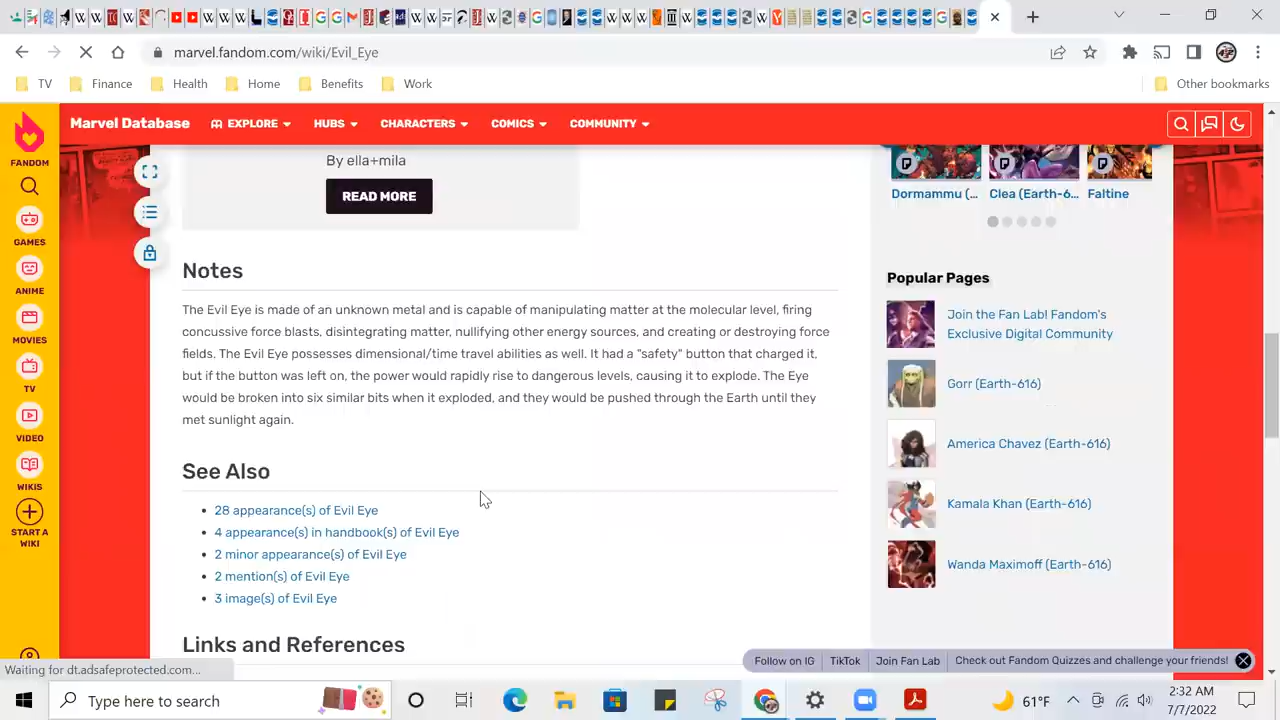 marvel.fandom.com/wiki/Evil_Eye
TV
Finance
Health
Home
Benefits
Work
Other bookmarks
Marvel Database
EXPLORE
HUBS
CHARACTERS
COMICS
COMMUNITY
FANDOM
GAMES
ANIME
MOVIES
TV
VIDEO
WIKIS
START A
WIKI
By ella+mila
READ MORE
Notes
The Evil Eye is made of an unknown metal and is capable of manipulating matter at the molecular level, firing
concussive force blasts, disintegrating matter, nullifying other energy sources, and creating or destroying force
fields. The Evil Eye possesses dimensional/time travel abilities as well. It had a "safety" button that charged it,
but if the button was left on, the power would rapidly rise to dangerous levels, causing it to explode. The Eye
would be broken into six similar bits when it exploded, and they would be pushed through the Earth until they
met sunlight again.
See Also
28 appearance(s) of Evil Eye
4 appearance(s) in handbook(s) of Evil Eye
2 minor appearance(s) of Evil Eye
2 mention(s) of Evil Eye
3 image(s) of Evil Eye
Links and References
Dormammu (...
Clea (Earth-6...
Faltine
Popular Pages
Join the Fan Lab! Fandom's
Exclusive Digital Community
Gorr (Earth-616)
America Chavez (Earth-616)
Kamala Khan (Earth-616)
Wanda Maximoff (Earth-616)
Follow on IG
TikTok
Join Fan Lab
Check out Fandom Quizzes and challenge your friends!
Waiting for dt.adsafeprotected.com...
Type here to search
61°F
2:32 AM
7/7/2022